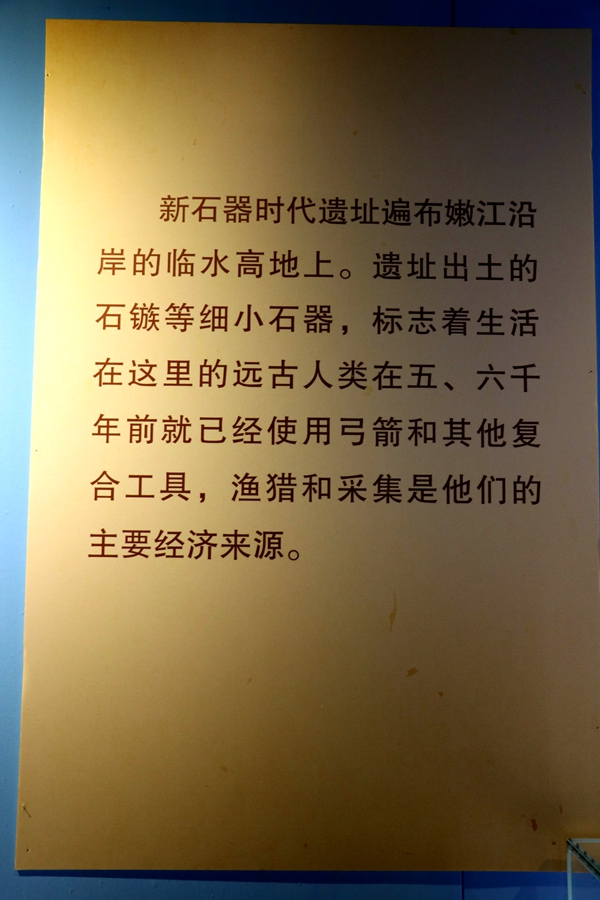 新石器时代遗址遍布嫩江沿
岸的临水高地上。遗址出土的
石镞等细小石器，标志着生活
在这里的远古人类在五、六千
年前就已经使用弓箭和其他复
合工具，渔猎和采集是他们的
主要经济来源。